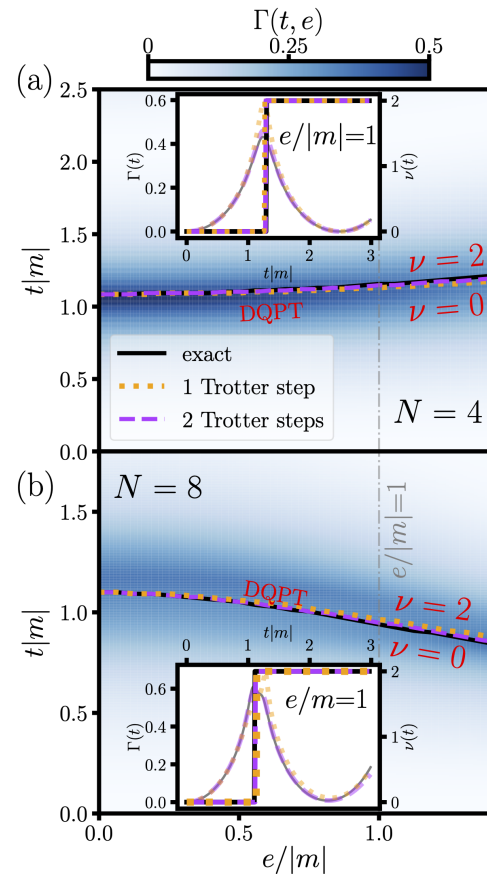 Γ(t, e)
0 0.25 0.5
(a)
2.5
2.0
1.5
1.0
0.5
0.0
t|m|
0.6
0.4
0.2
0.0
Γ(t)
2
1
0
ν(t)
0 1 2 3
t|m|
e/|m|=1
ν = 2
ν = 0
DQPT
exact
1 Trotter step
2 Trotter steps
N = 4
(b)
N = 8
e/|m|=1
1.5
1.0
0.5
0.0
t|m|
DQPT
ν = 2
ν = 0
t|m|
0 1 2 3
0.6
0.4
0.2
0.0
Γ(t)
2
1
0
ν(t)
e/m=1
0.0 0.5 1.0
e/|m|